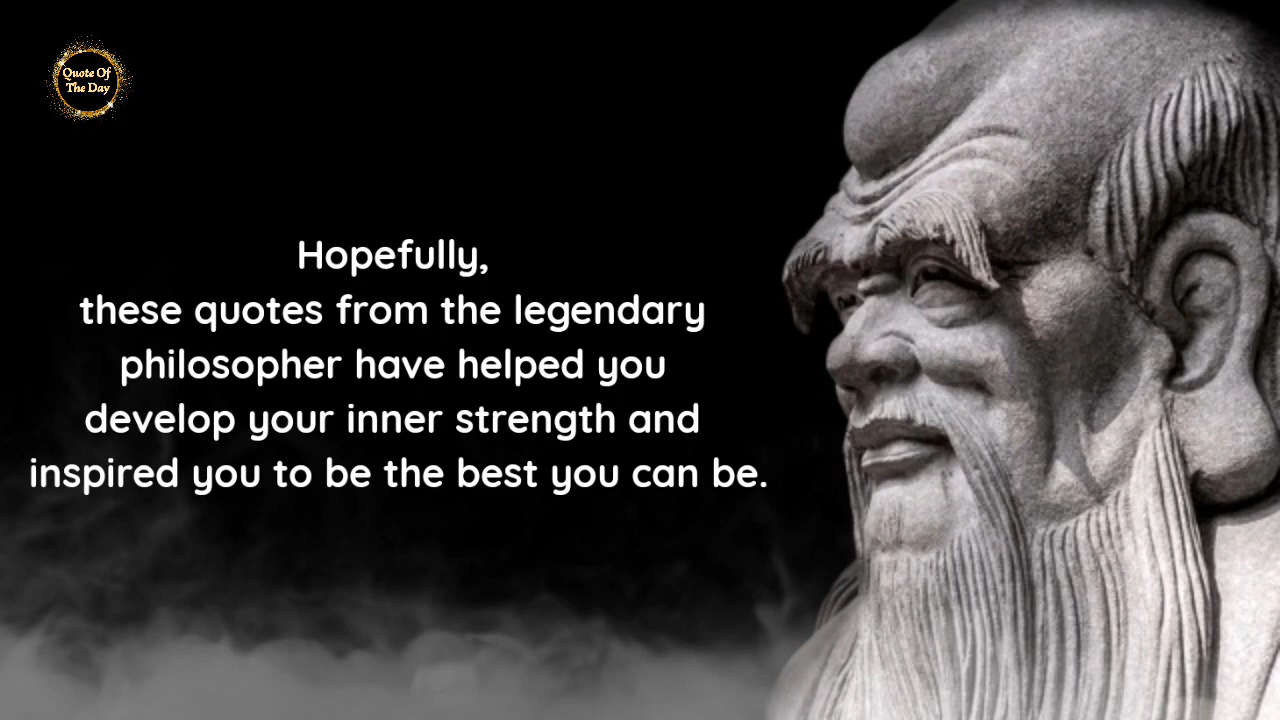 Quote Of
The Day
Hopefully,
these quotes from the legendary
philosopher have helped you
develop your inner strength and
inspired you to be the best you can be.